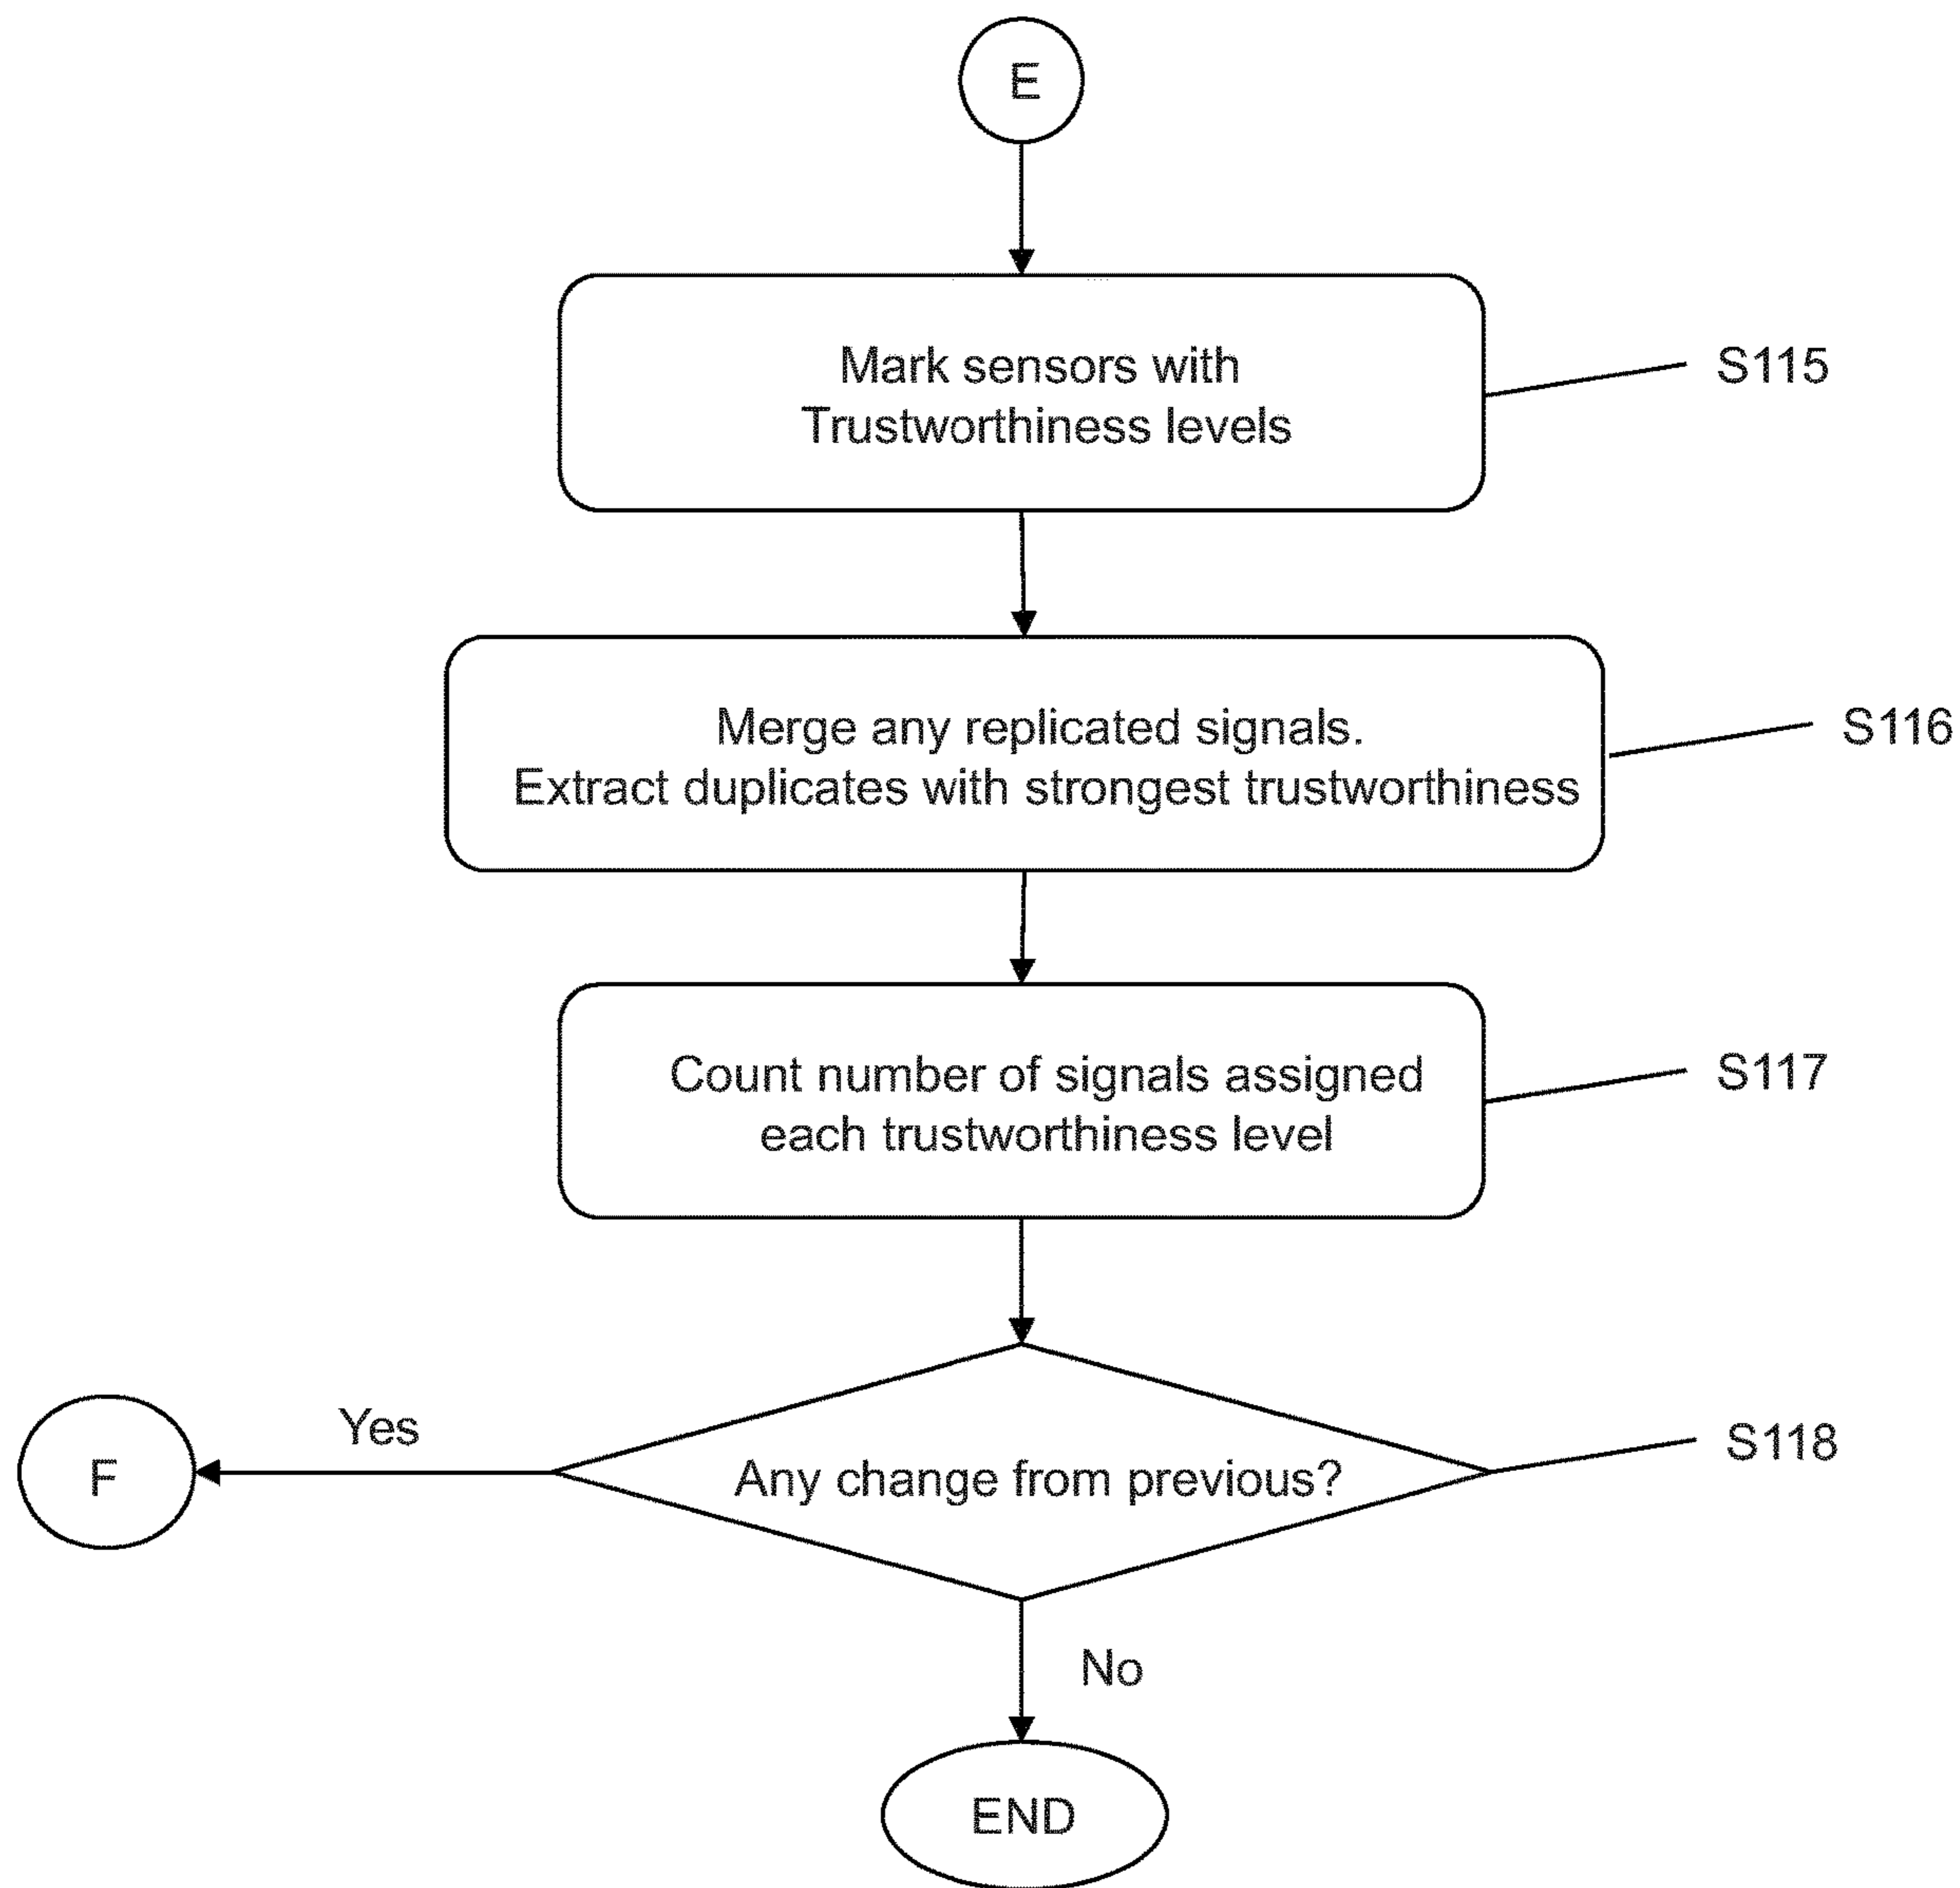 E
Mark sensors with
Trustworthiness levels
S115
Merge any replicated signals.
Extract duplicates with strongest trustworthiness
S116
Count number of signals assigned
each trustworthiness level
S117
Any change from previous?
S118
Yes
F
No
END